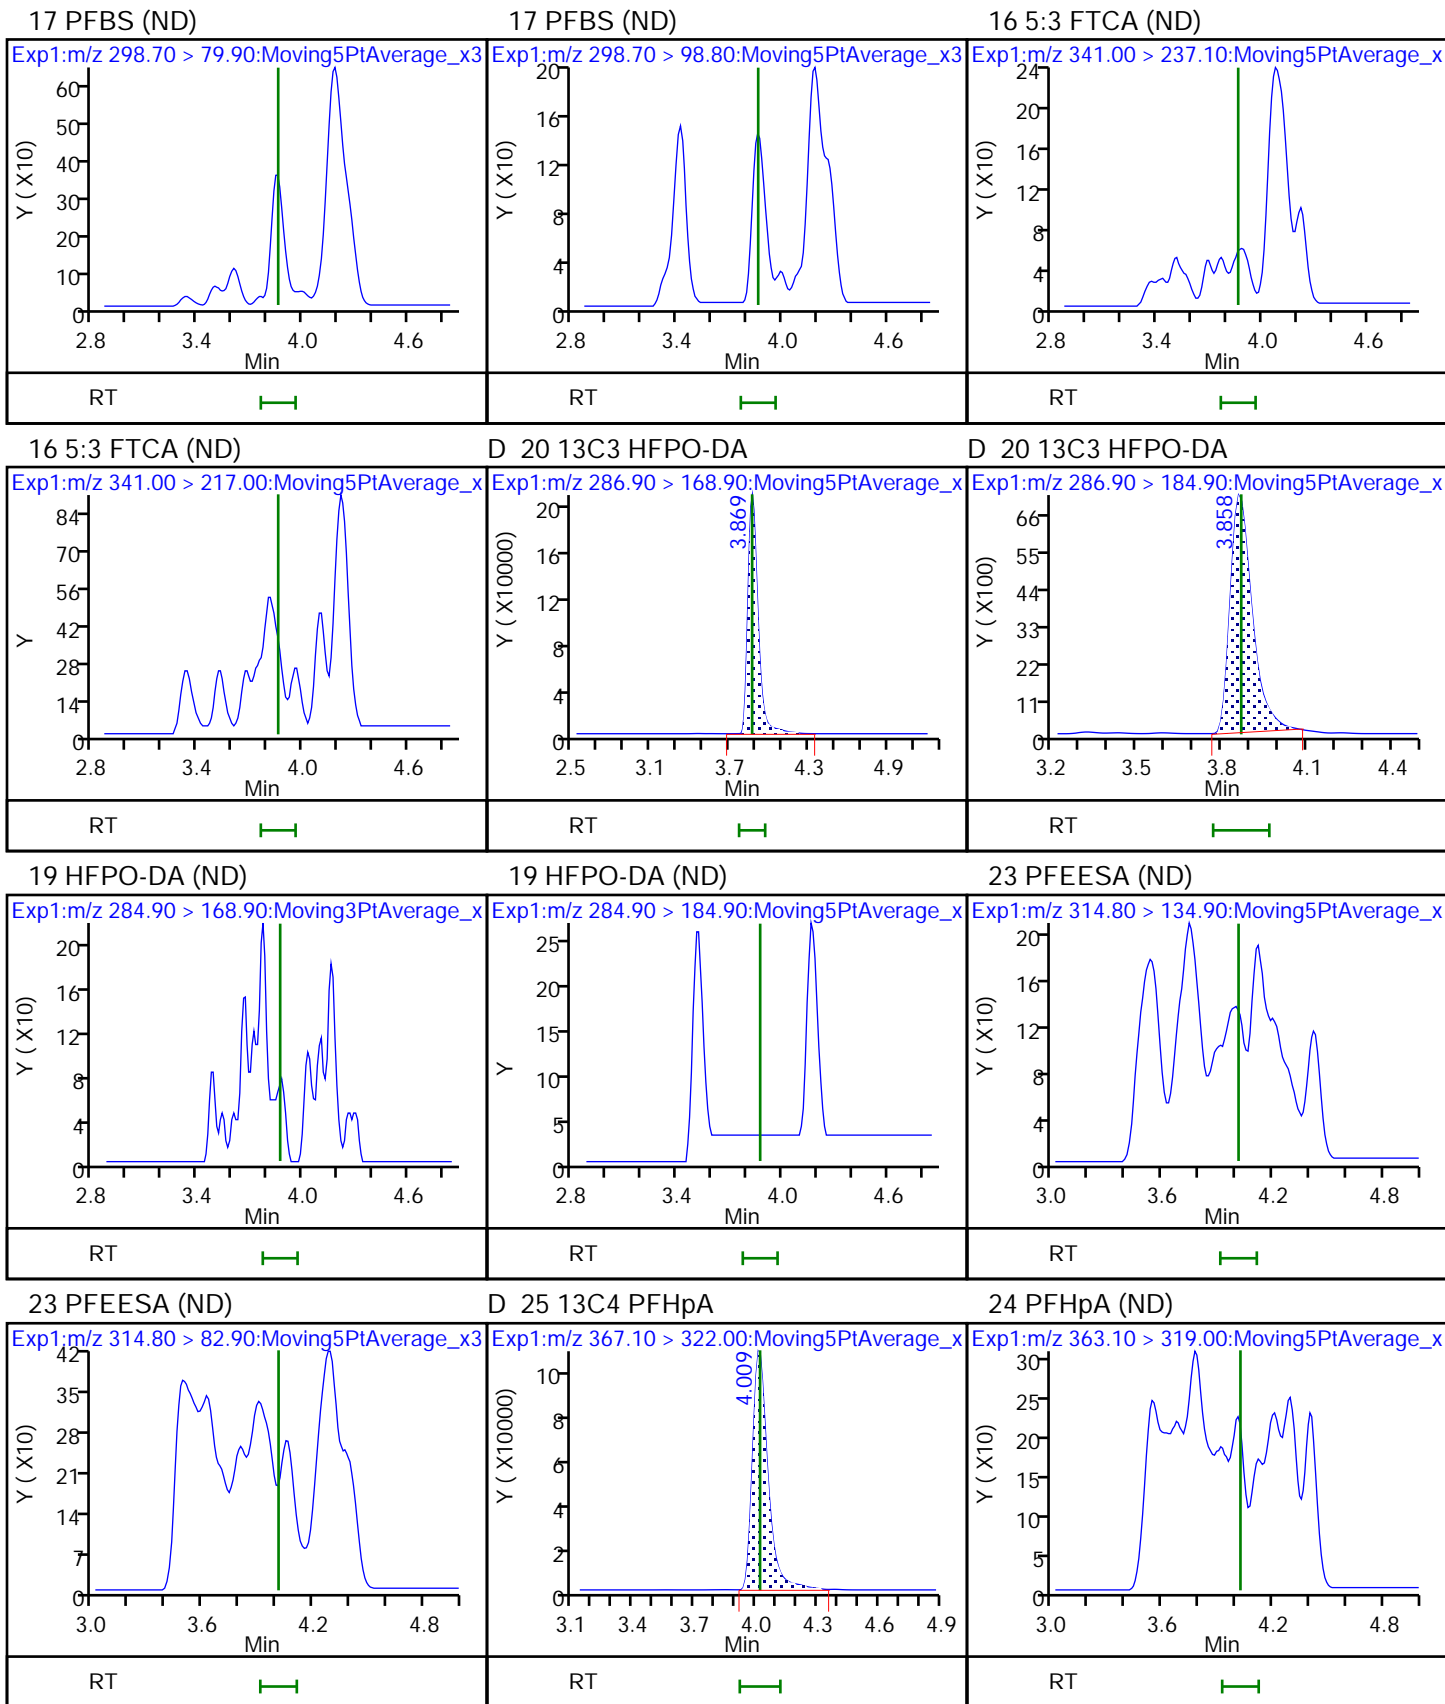 17 PFBS (ND)
Exp1:m/z 298.70 > 79.90:Moving5PtAverage_x3
Y ( X10)
60
50
40
30
20
10
0
2.8 3.4 4.0 4.6
Min
RT
17 PFBS (ND)
Exp1:m/z 298.70 > 98.80:Moving5PtAverage_x3
Y ( X10)
20
16
12
8
4
0
2.8 3.4 4.0 4.6
Min
RT
16 5:3 FTCA (ND)
Exp1:m/z 341.00 > 237.10:Moving5PtAverage_x
Y ( X10)
24
20
16
12
8
4
0
2.8 3.4 4.0 4.6
Min
RT
16 5:3 FTCA (ND)
Exp1:m/z 341.00 > 217.00:Moving5PtAverage_x
Y
84
70
56
42
28
14
0
2.8 3.4 4.0 4.6
Min
RT
D 20 13C3 HFPO-DA
Exp1:m/z 286.90 > 168.90:Moving5PtAverage_x
3.869
Y ( X10000)
20
16
12
8
4
0
2.5 3.1 3.7 4.3 4.9
Min
RT
D 20 13C3 HFPO-DA
Exp1:m/z 286.90 > 184.90:Moving5PtAverage_x
3.858
Y ( X100)
66
55
44
33
22
11
0
3.2 3.5 3.8 4.1 4.4
Min
RT
19 HFPO-DA (ND)
Exp1:m/z 284.90 > 168.90:Moving3PtAverage_x
Y ( X10)
20
16
12
8
4
0
2.8 3.4 4.0 4.6
Min
RT
19 HFPO-DA (ND)
Exp1:m/z 284.90 > 184.90:Moving5PtAverage_x
Y
25
20
15
10
5
0
2.8 3.4 4.0 4.6
Min
RT
23 PFEESA (ND)
Exp1:m/z 314.80 > 134.90:Moving5PtAverage_x
Y ( X10)
20
16
12
8
4
0
3.0 3.6 4.2 4.8
Min
RT
23 PFEESA (ND)
Exp1:m/z 314.80 > 82.90:Moving5PtAverage_x3
Y ( X10)
42
35
28
21
14
7
0
3.0 3.6 4.2 4.8
Min
RT
D 25 13C4 PFHpA
Exp1:m/z 367.10 > 322.00:Moving5PtAverage_x
4.009
Y ( X10000)
10
8
6
4
2
0
3.1 3.4 3.7 4.0 4.3 4.6 4.9
Min
RT
24 PFHpA (ND)
Exp1:m/z 363.10 > 319.00:Moving5PtAverage_x
Y ( X10)
30
25
20
15
10
5
0
3.0 3.6 4.2 4.8
Min
RT